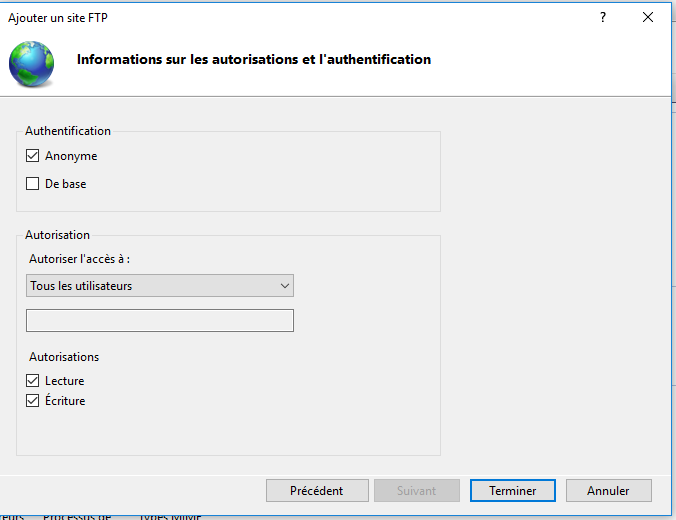 Ajouter un site FTP
?
Informations sur les autorisations et l'authentification
Authentification
Anonyme
De base
Autorisation
Autoriser l'accès à :
Tous les utilisateurs
Autorisations
Lecture
Écriture
Précédent Suivant Terminer Annuler